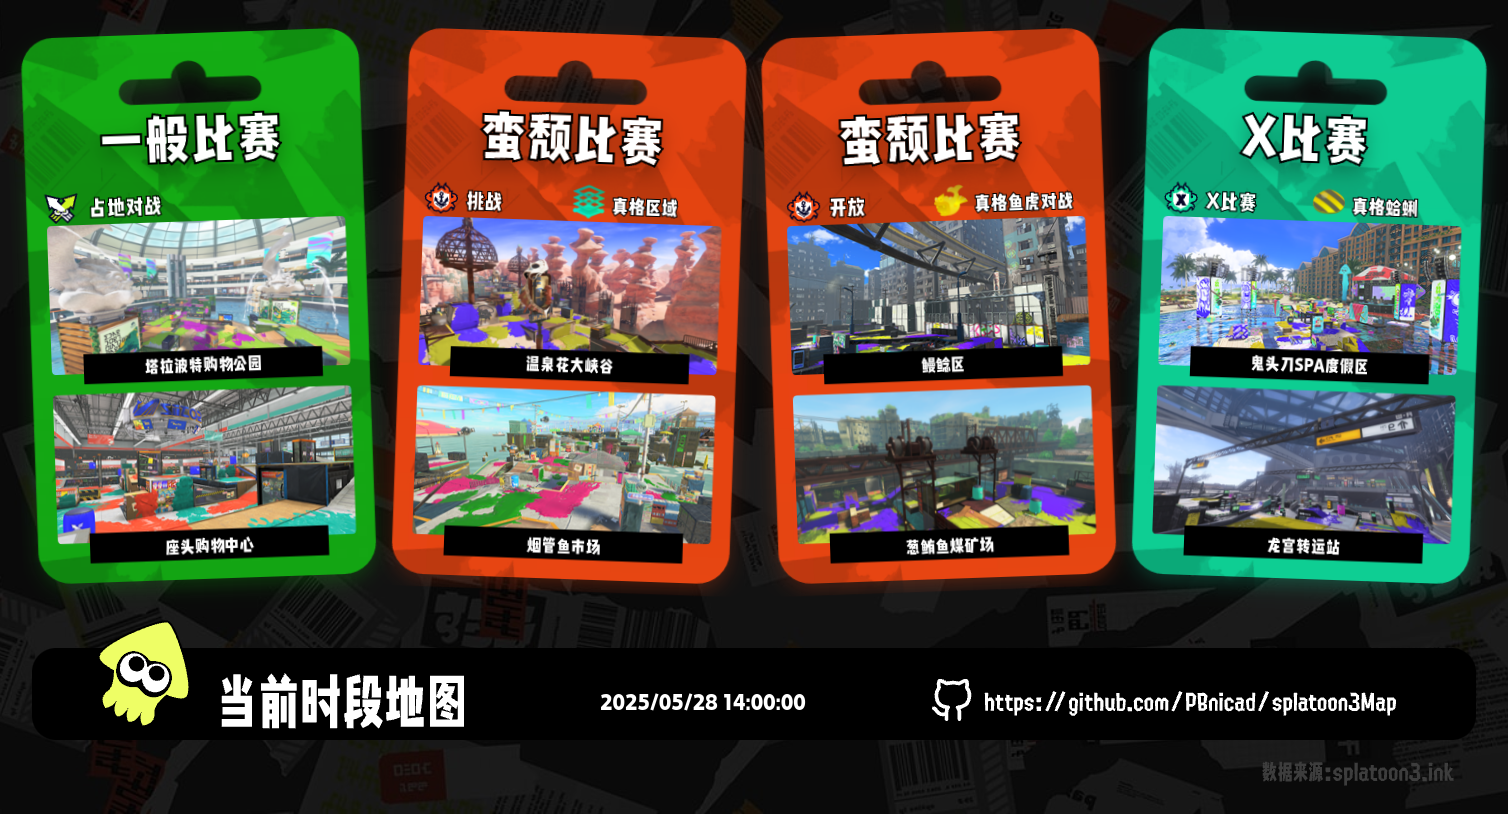 一般比赛
占地对战
塔拉波特购物公园
座头购物中心
蛮颓比赛
挑战
真格区域
温泉花大峡谷
烟管鱼市场
蛮颓比赛
开放
真格鱼虎对战
鳗鲶区
葱鲔鱼煤矿场
X比赛
X比赛
真格蛤蜊
鬼头刀SPA度假区
龙宫转运站
当前时段地图
2025/05/28 14:00:00
https://github.com/PBnicad/splatoon3Map
数据来源:splatoon3.ink